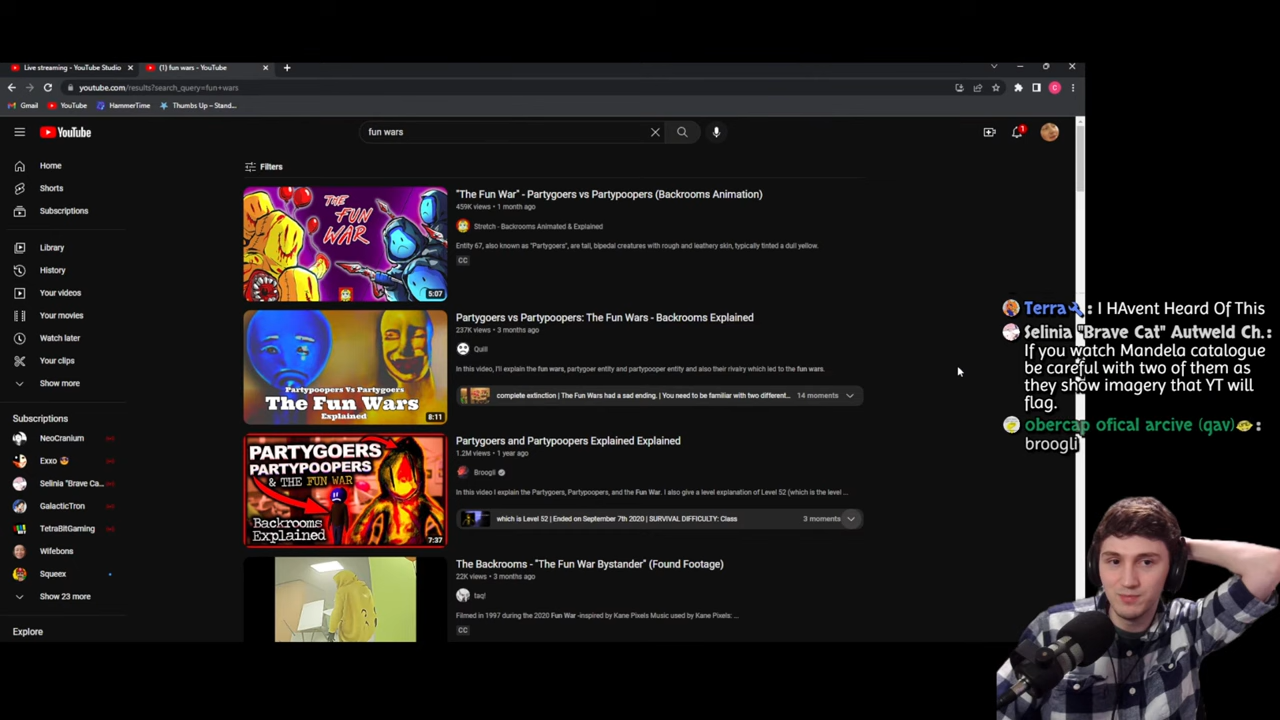 Live streaming - YouTube Studio
(1) fun wars - YouTube
youtube.com/results?search_query=fun+wars
Gmail
YouTube
HammerTime
Thumbs Up – Stand...
YouTube
fun wars
1
Home
Shorts
Subscriptions
Library
History
Your videos
Your movies
Watch later
Your clips
Show more
Subscriptions
NeoCranium
Exxo
Selinia "Brave Ca...
GalacticTron
TetraBitGaming
Wifebons
Squeex
Show 23 more
Explore
Filters
THE
FUN
WAR
5:07
"The Fun War" - Partygoers vs Partypoopers (Backrooms Animation)
459K views • 1 month ago
Stretch - Backrooms Animated & Explained
Entity 67, also known as "Partygoers", are tall, bipedal creatures with rough and leathery skin, typically tinted a dull yellow.
CC
Partypoopers Vs Partygoers
The Fun Wars
Explained
8:11
Partygoers vs Partypoopers: The Fun Wars - Backrooms Explained
237K views • 3 months ago
Quill
In this video, I'll explain the fun wars, partygoer entity and partypooper entity and also their rivalry which led to the fun wars.
complete extinction | The Fun Wars had a sad ending. | You need to be familiar with two different...
14 moments
PARTYGOERS
PARTYPOOPERS
& THE FUN WAR
Backrooms
Explained
7:37
Partygoers and Partypoopers Explained Explained
1.2M views • 1 year ago
Broogli
In this video I explain the Partygoers, Partypoopers, and the Fun War. I also give a level explanation of Level 52 (which is the level ...
which is Level 52 | Ended on September 7th 2020 | SURVIVAL DIFFICULTY: Class
3 moments
The Backrooms - "The Fun War Bystander" (Found Footage)
22K views • 3 months ago
taq!
Filmed in 1997 during the 2020 Fun War -inspired by Kane Pixels Music used by Kane Pixels: ...
CC
Terra : I HAvent Heard Of This
Selinia "Brave Cat" Autweld Ch.:
If you watch Mandela catalogue
be careful with two of them as
they show imagery that YT will
flag.
obercap ofical arcive (gav) :
broogli